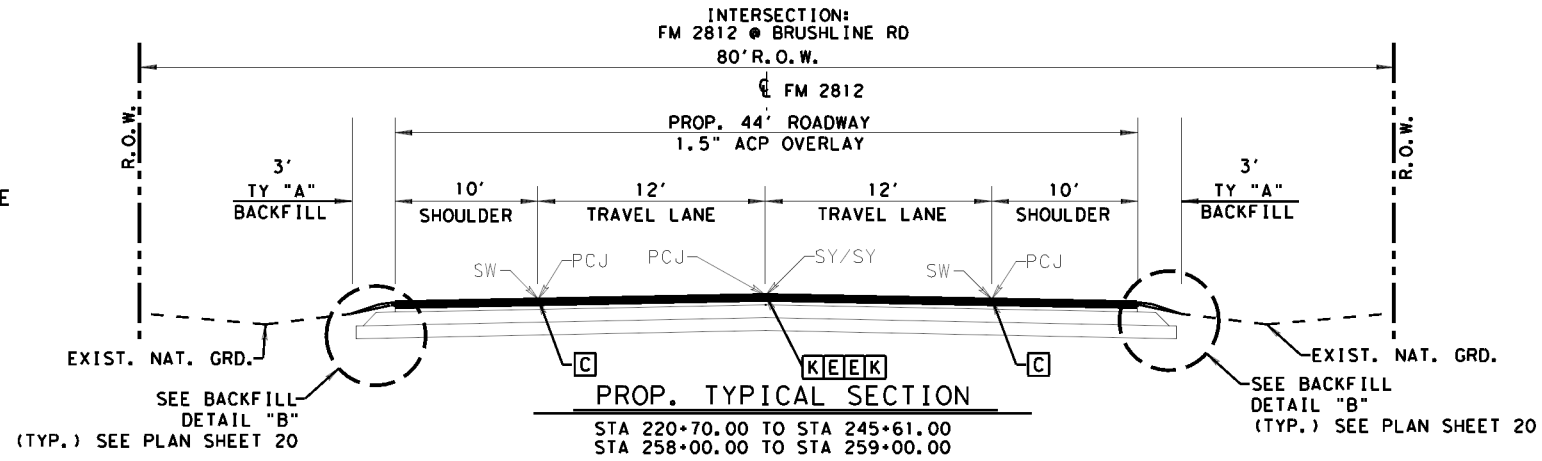 INTERSECTION:
FM 2812 @ BRUSHLINE RD
80' R.O.W.
℄ FM 2812
PROP. 44' ROADWAY
1.5" ACP OVERLAY
R.O.W.
R.O.W.
E
3'
TY "A"
BACKFILL
10'
SHOULDER
12'
TRAVEL LANE
12'
TRAVEL LANE
10'
SHOULDER
3'
TY "A"
BACKFILL
SW
PCJ
PCJ
SY/SY
SW
PCJ
EXIST. NAT. GRD.
C
KEEK
C
EXIST. NAT. GRD.
SEE BACKFILL
DETAIL "B"
(TYP.) SEE PLAN SHEET 20
PROP. TYPICAL SECTION
STA 220+70.00 TO STA 245+61.00
STA 258+00.00 TO STA 259+00.00
SEE BACKFILL
DETAIL "B"
(TYP.) SEE PLAN SHEET 20